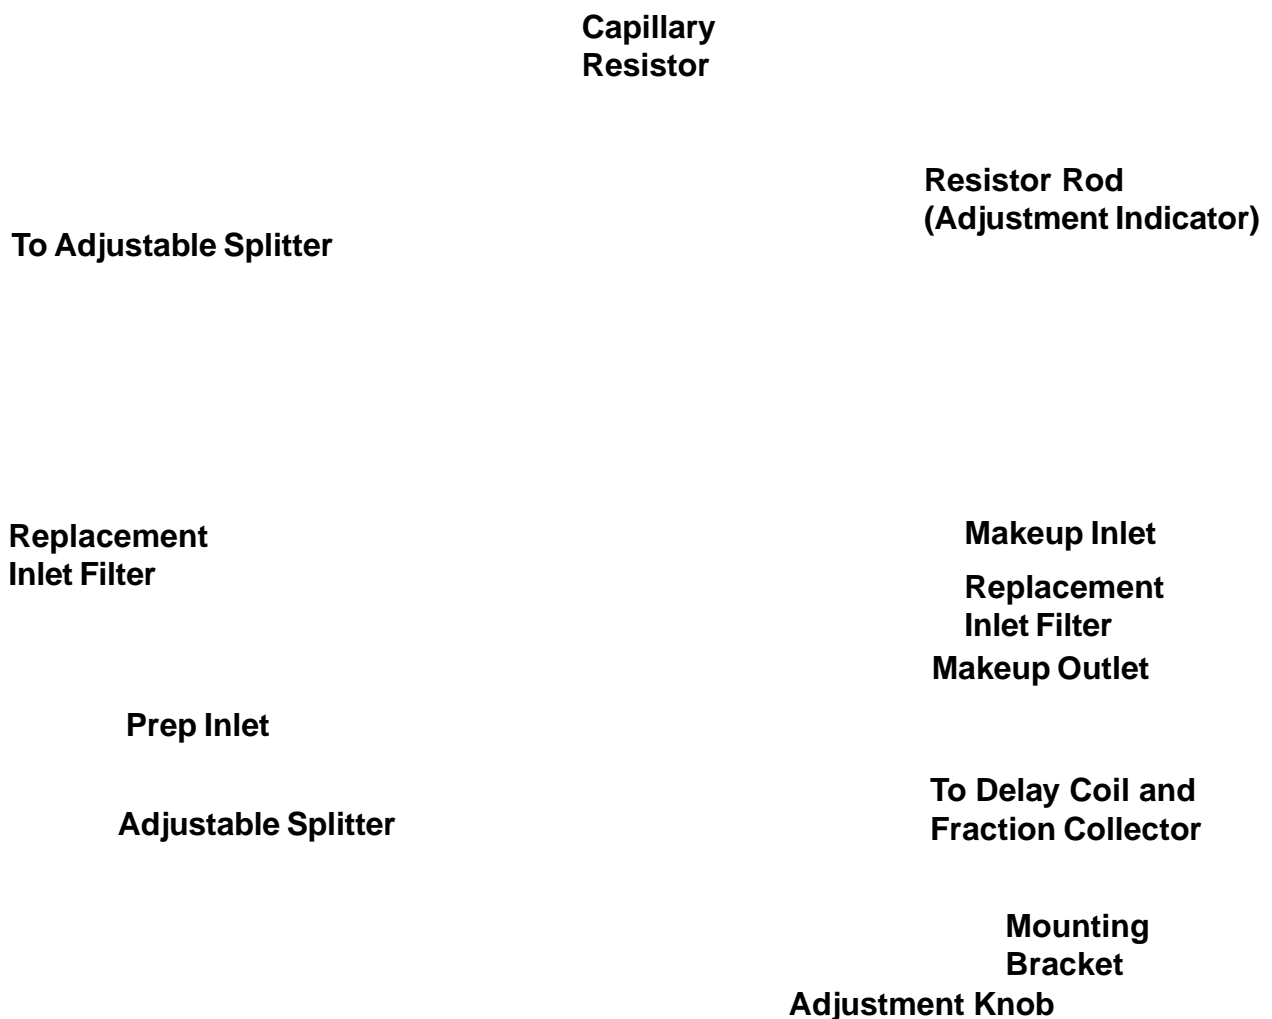 Capillary
Resistor
Resistor Rod
(Adjustment Indicator)
To Adjustable Splitter
Replacement
Inlet Filter
Makeup Inlet
Replacement
Inlet Filter
Makeup Outlet
Prep Inlet
To Delay Coil and
Fraction Collector
Adjustable Splitter
Mounting
Bracket
Adjustment Knob